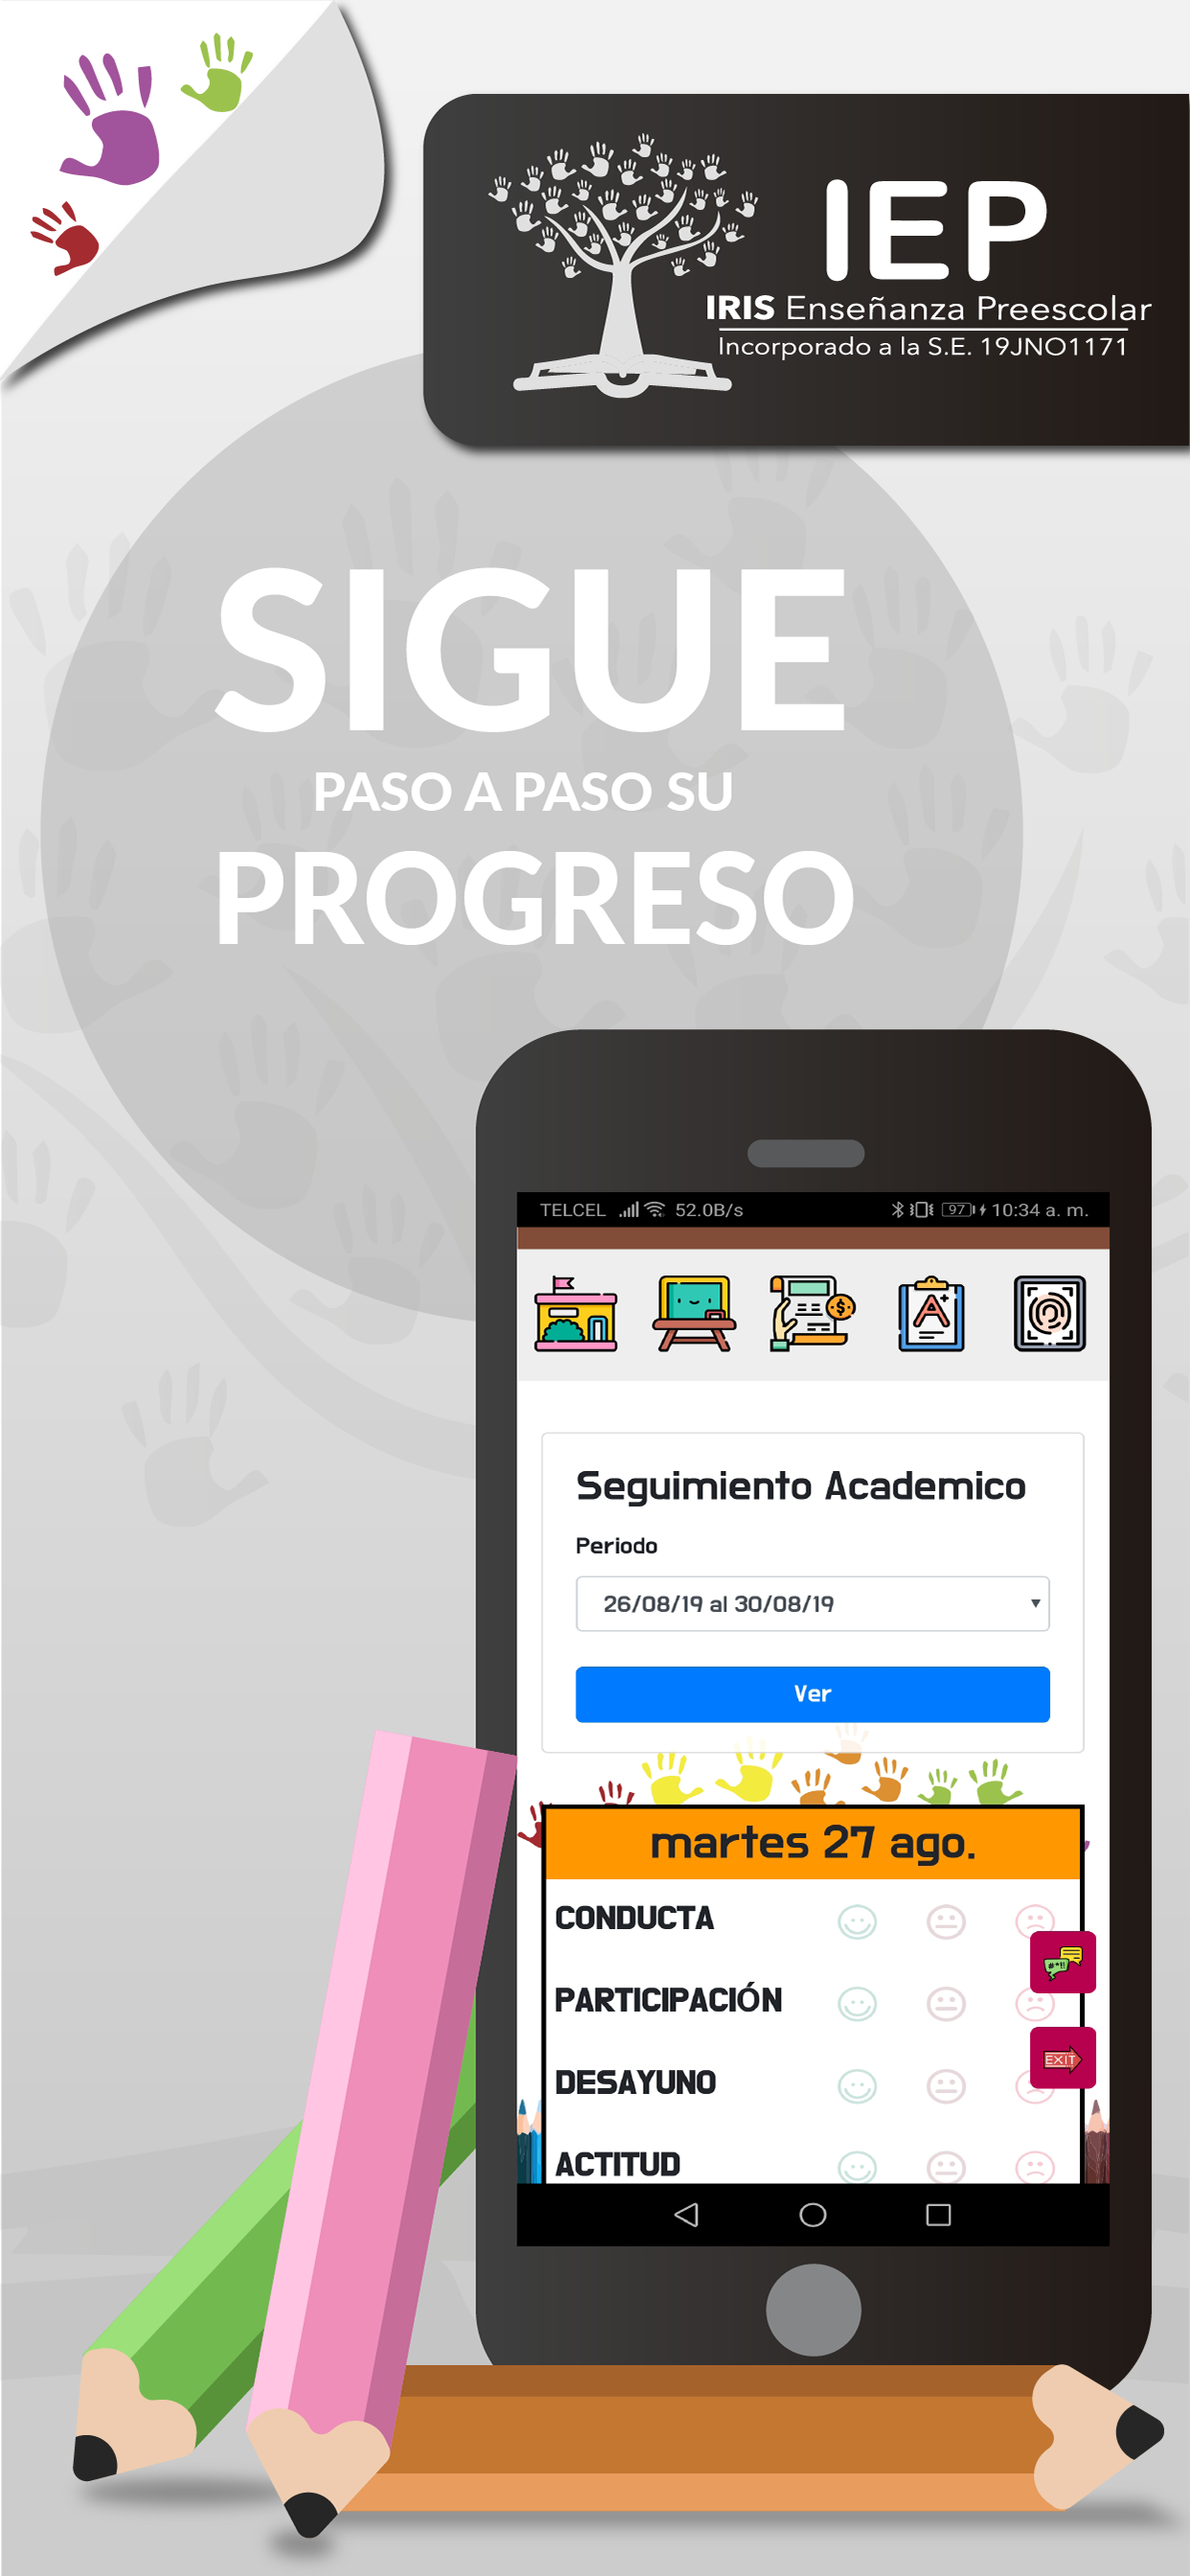 IEP
IRIS Enseñanza Preescolar
Incorporado a la S.E. 19JNO1171
SIGUE
PASO A PASO SU
PROGRESO
TELCEL 52.0B/s 97 10:34 a. m.
Seguimiento Academico
Periodo
26/08/19 al 30/08/19
Ver
martes 27 ago.
CONDUCTA
PARTICIPACIÓN
DESAYUNO
EXIT
ACTITUD